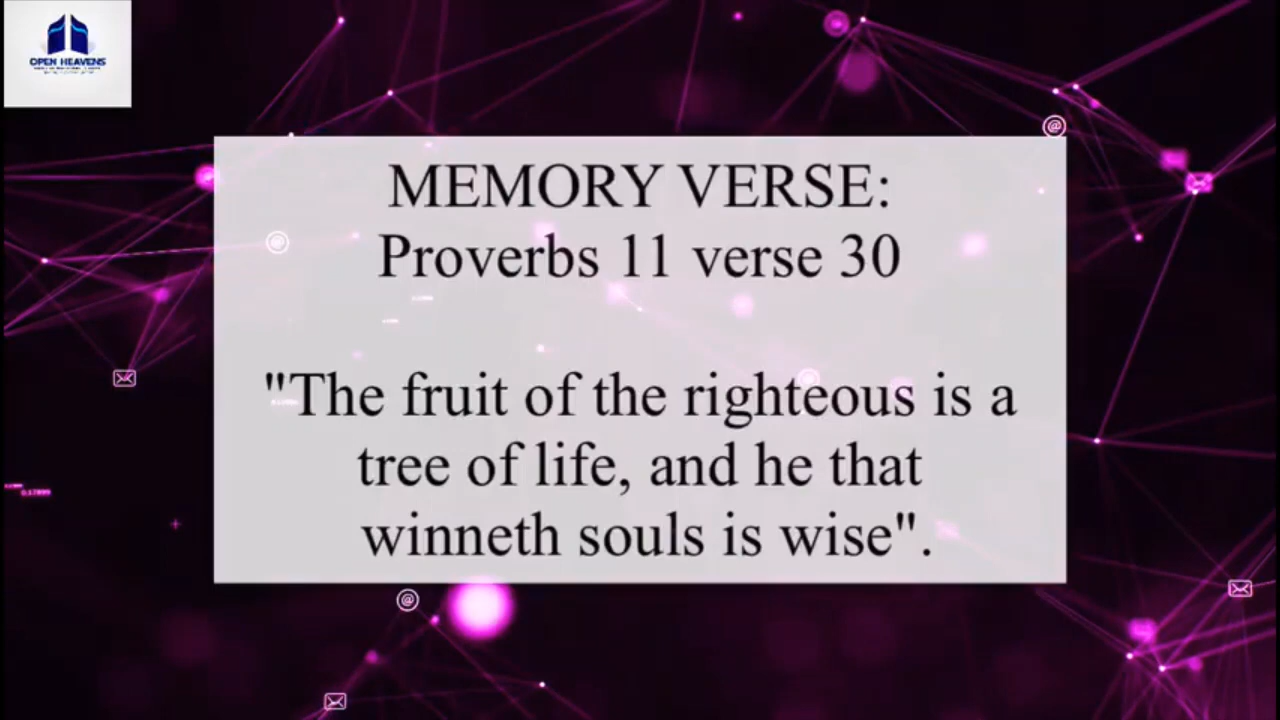 OPEN HEAVENS
MEMORY VERSE:
Proverbs 11 verse 30
"The fruit of the righteous is a
tree of life, and he that
winneth souls is wise".